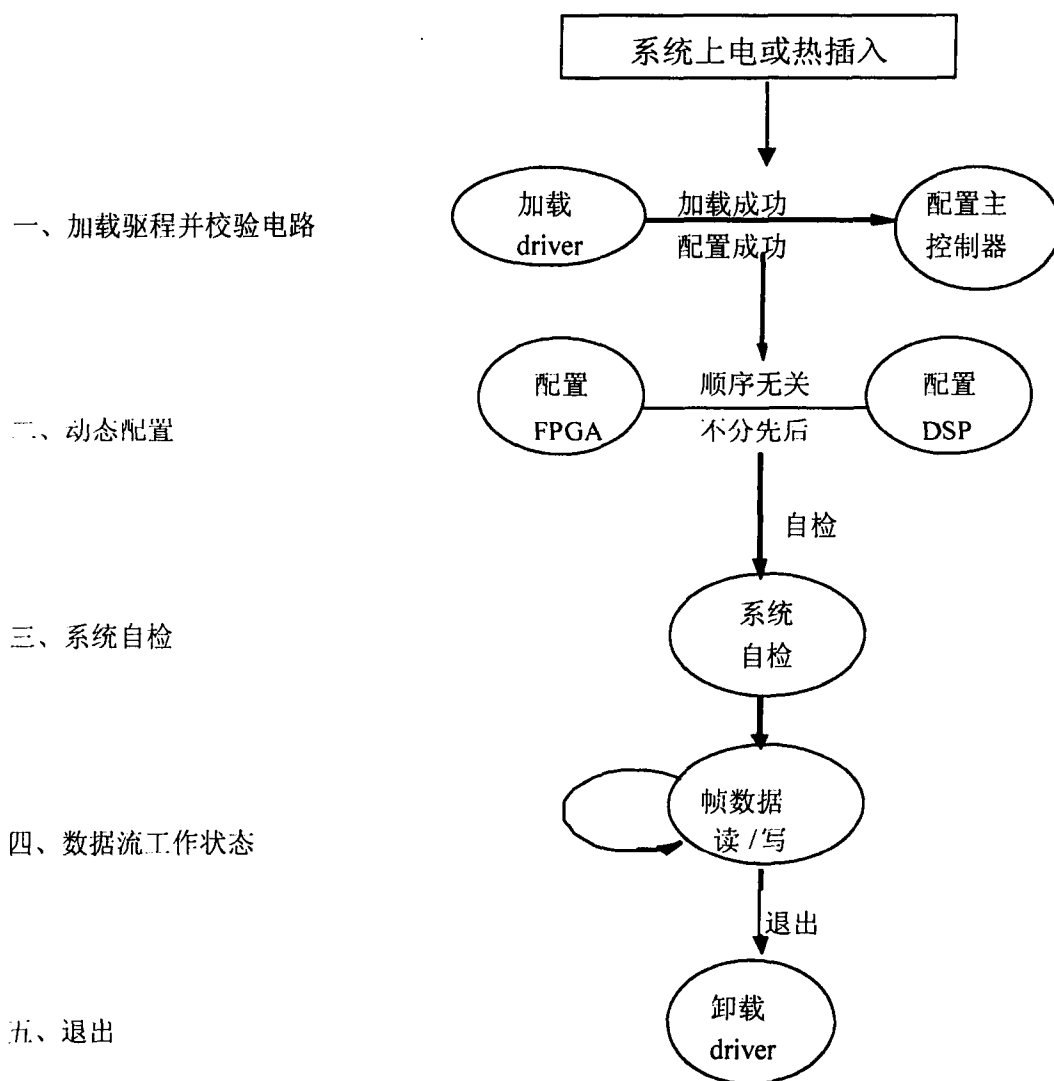 系统上电或热插入
一、加载驱程并校验电路
加载
driver
加载成功
配置成功
配置主
控制器
二、动态配置
配置
FPGA
顺序无关
不分先后
配置
DSP
自检
三、系统自检
系统
自检
四、数据流工作状态
帧数据
读 /写
退出
五、退出
卸载
driver